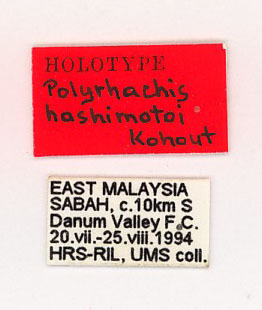 HOLOTYPE
Polyrhachis
hashimotoi
Kohout
EAST MALAYSIA
SABAH, c.10km S
Danum Valley F.C.
20.vii.-25.viii.1994
HRS-RIL, UMS coll.